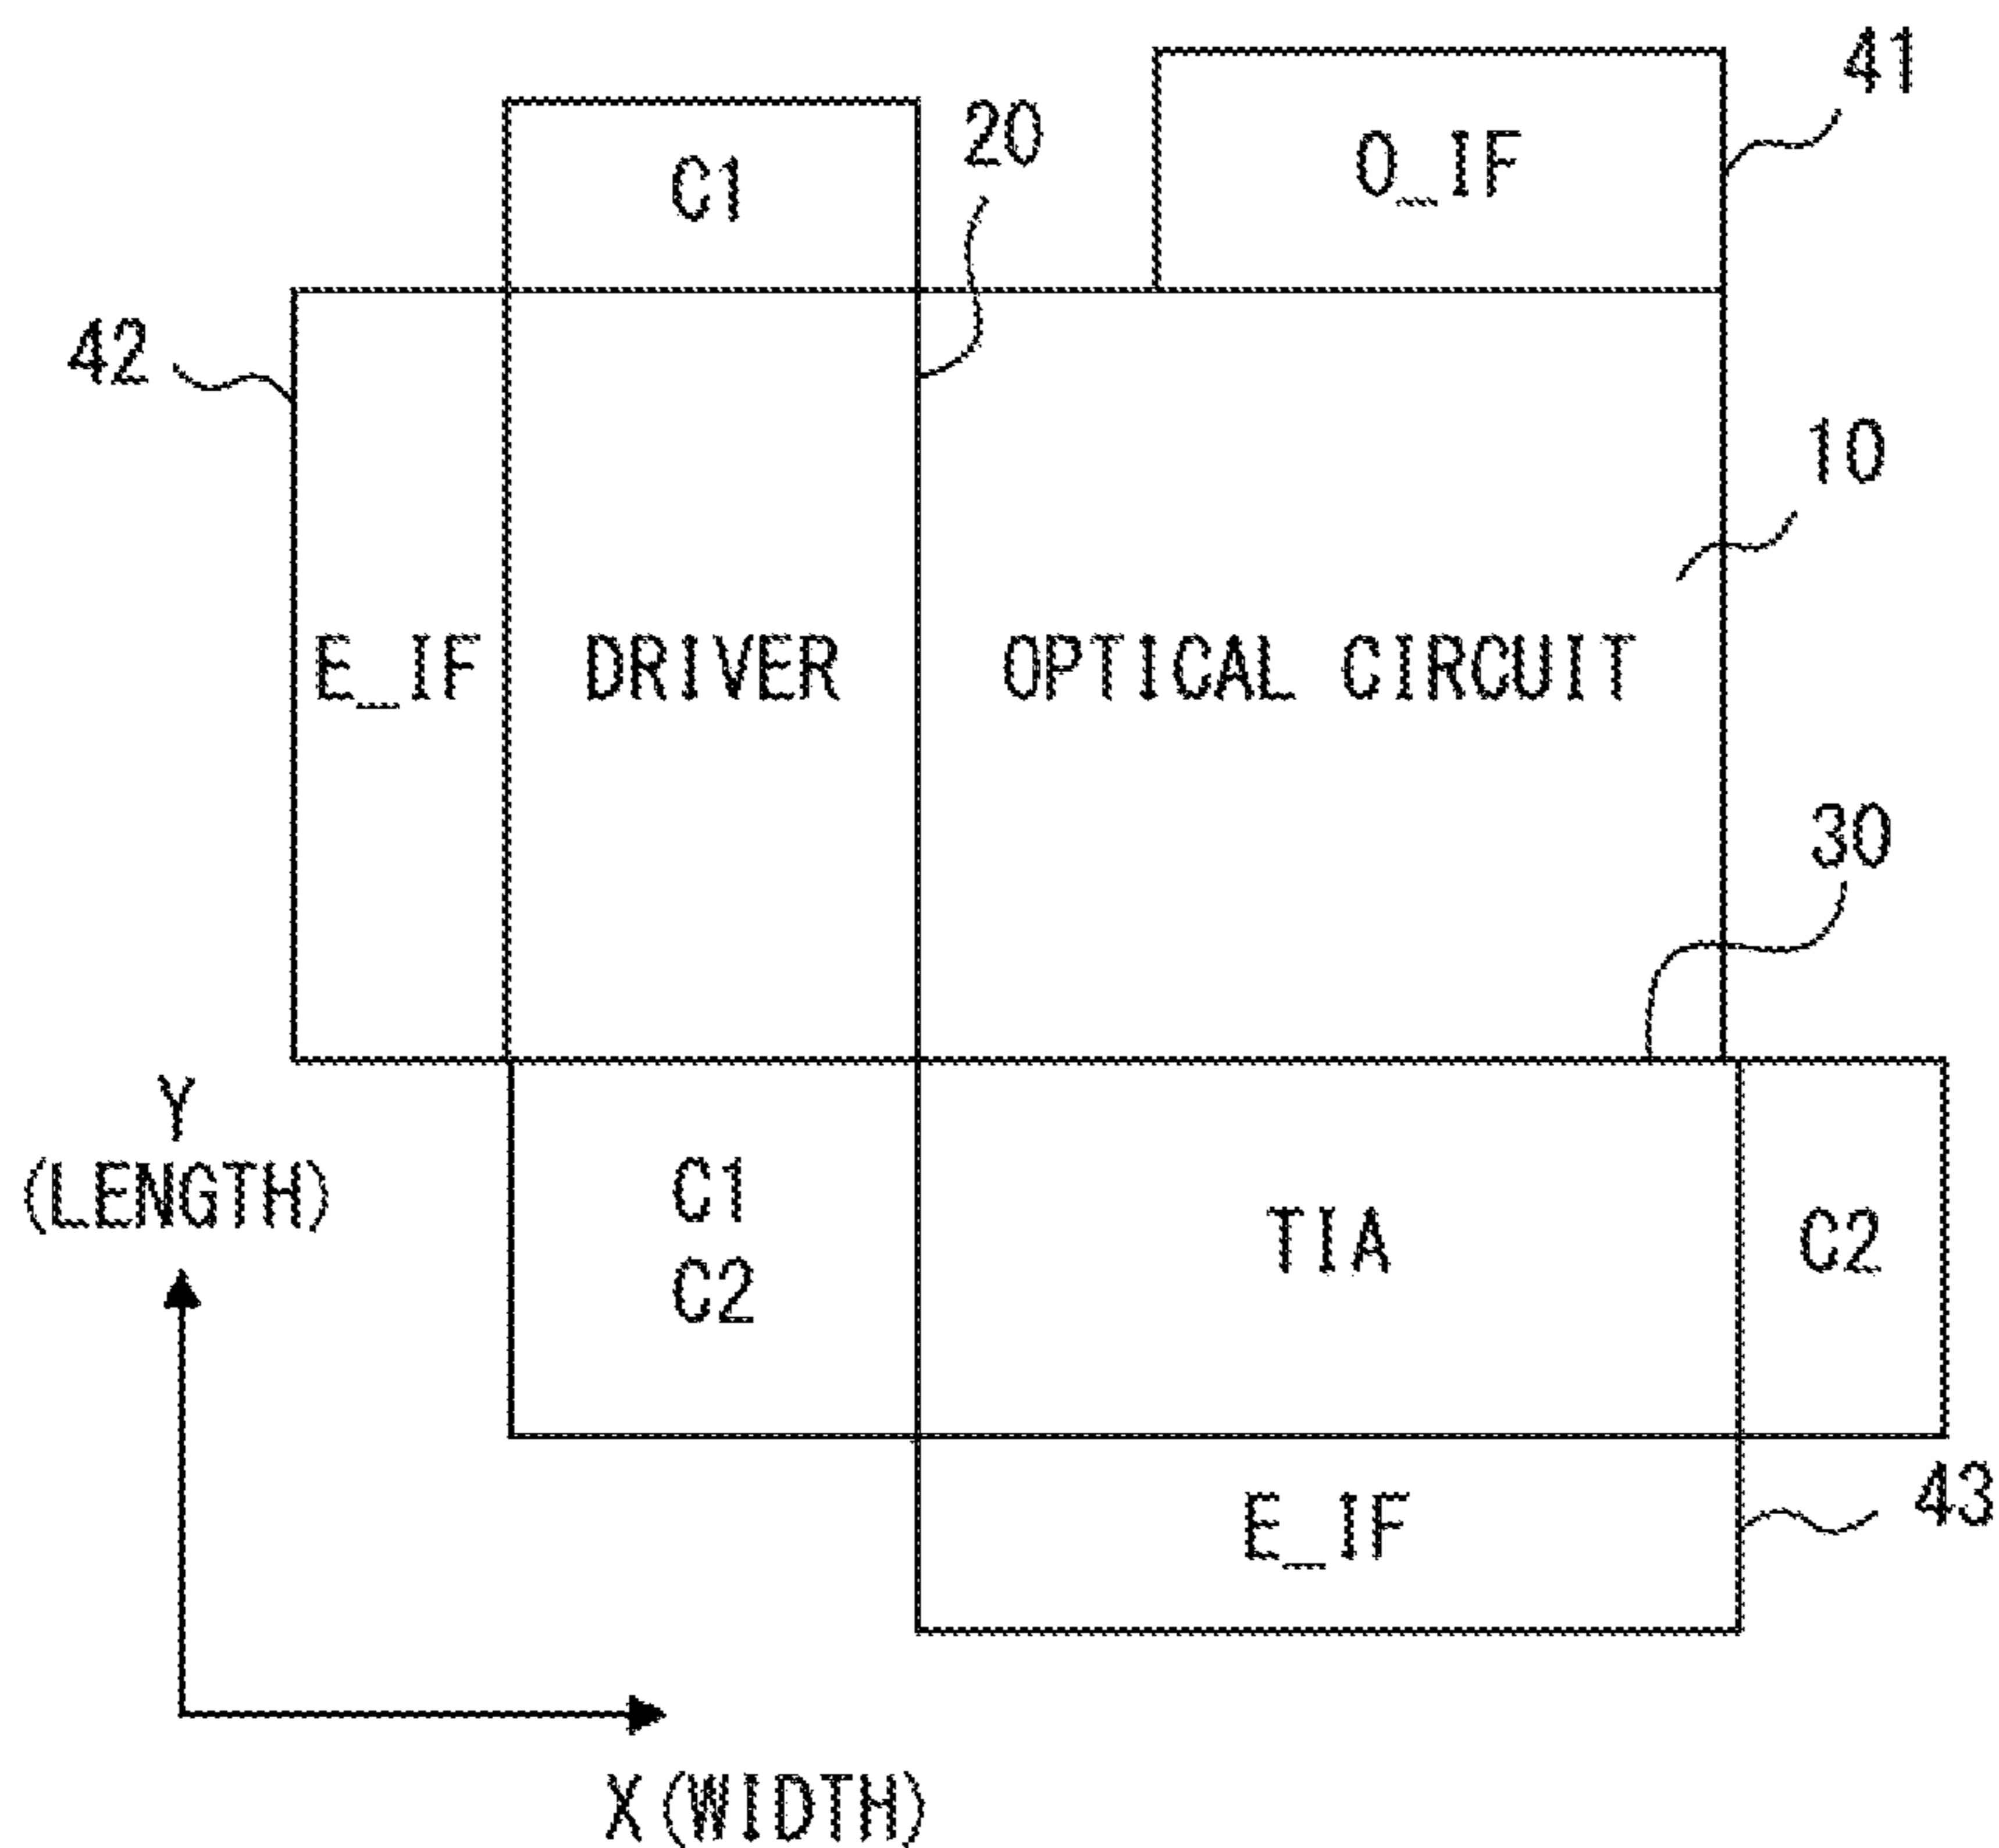 41
20
C1
O_IF
42
10
E_IF
DRIVER
OPTICAL CIRCUIT
30
Y
(LENGTH)
C1
C2
TIA
C2
E_IF
43
X(WIDTH)